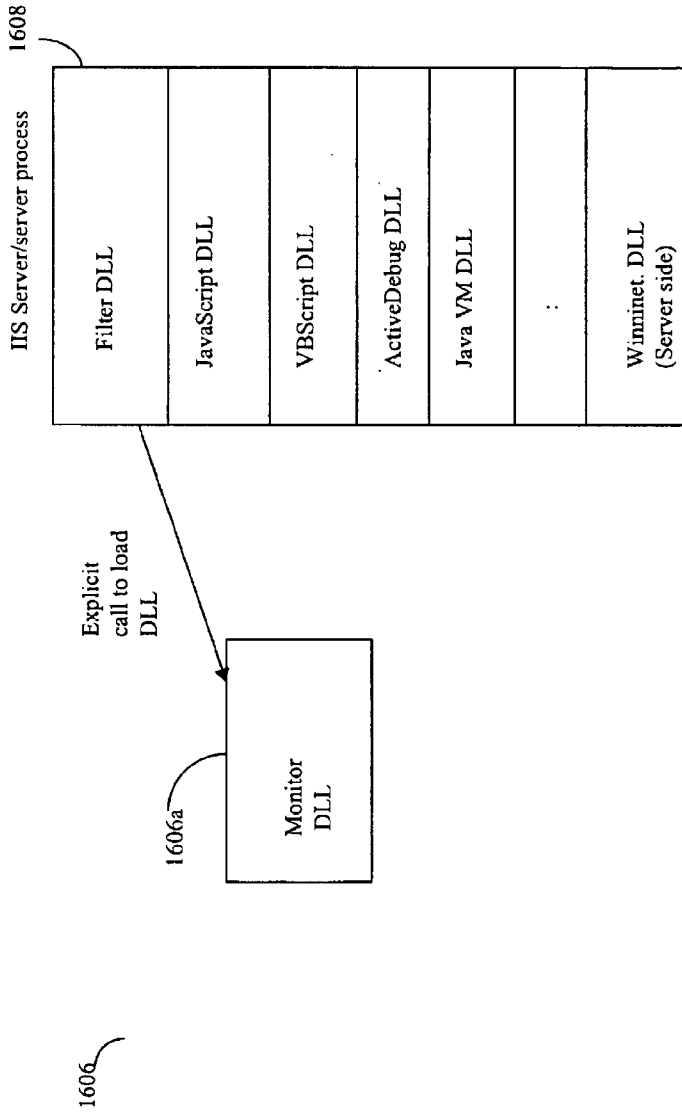 1606
1606a
Monitor
DLL
Explicit
call to load
DLL
IIS Server/server process
1608
Filter DLL
JavaScript DLL
VBScript DLL
ActiveDebug DLL
Java VM DLL
:
Winninet. DLL
(Server side)